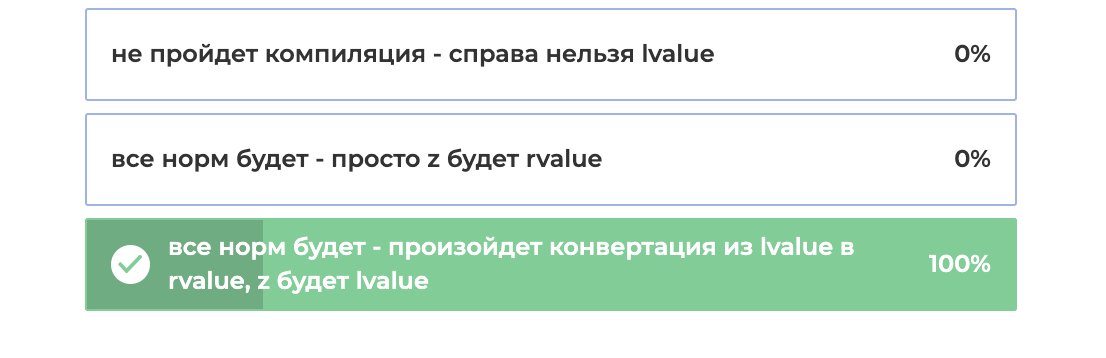 не пройдет компиляция - справа нельзя lvalue 0%
все норм будет - просто z будет rvalue 0%
все норм будет - произойдет конвертация из lvalue в
rvalue, z будет lvalue
100%